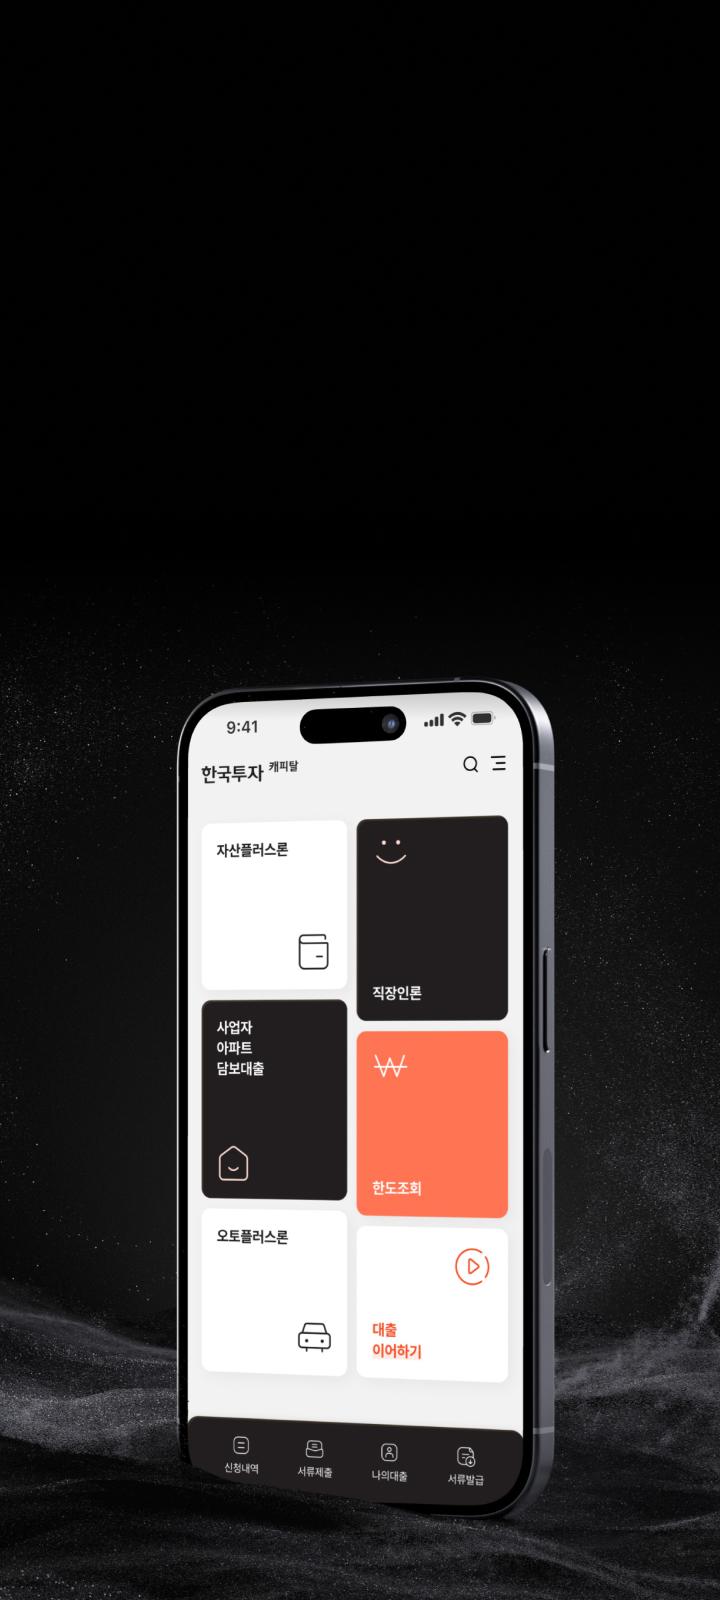 9:41
한국투자 캐피탈
자산플러스론
직장인론
사업자
아파트
담보대출
한도조회
오토플러스론
대출
이어하기
신청내역
서류제출
나의대출
서류발급